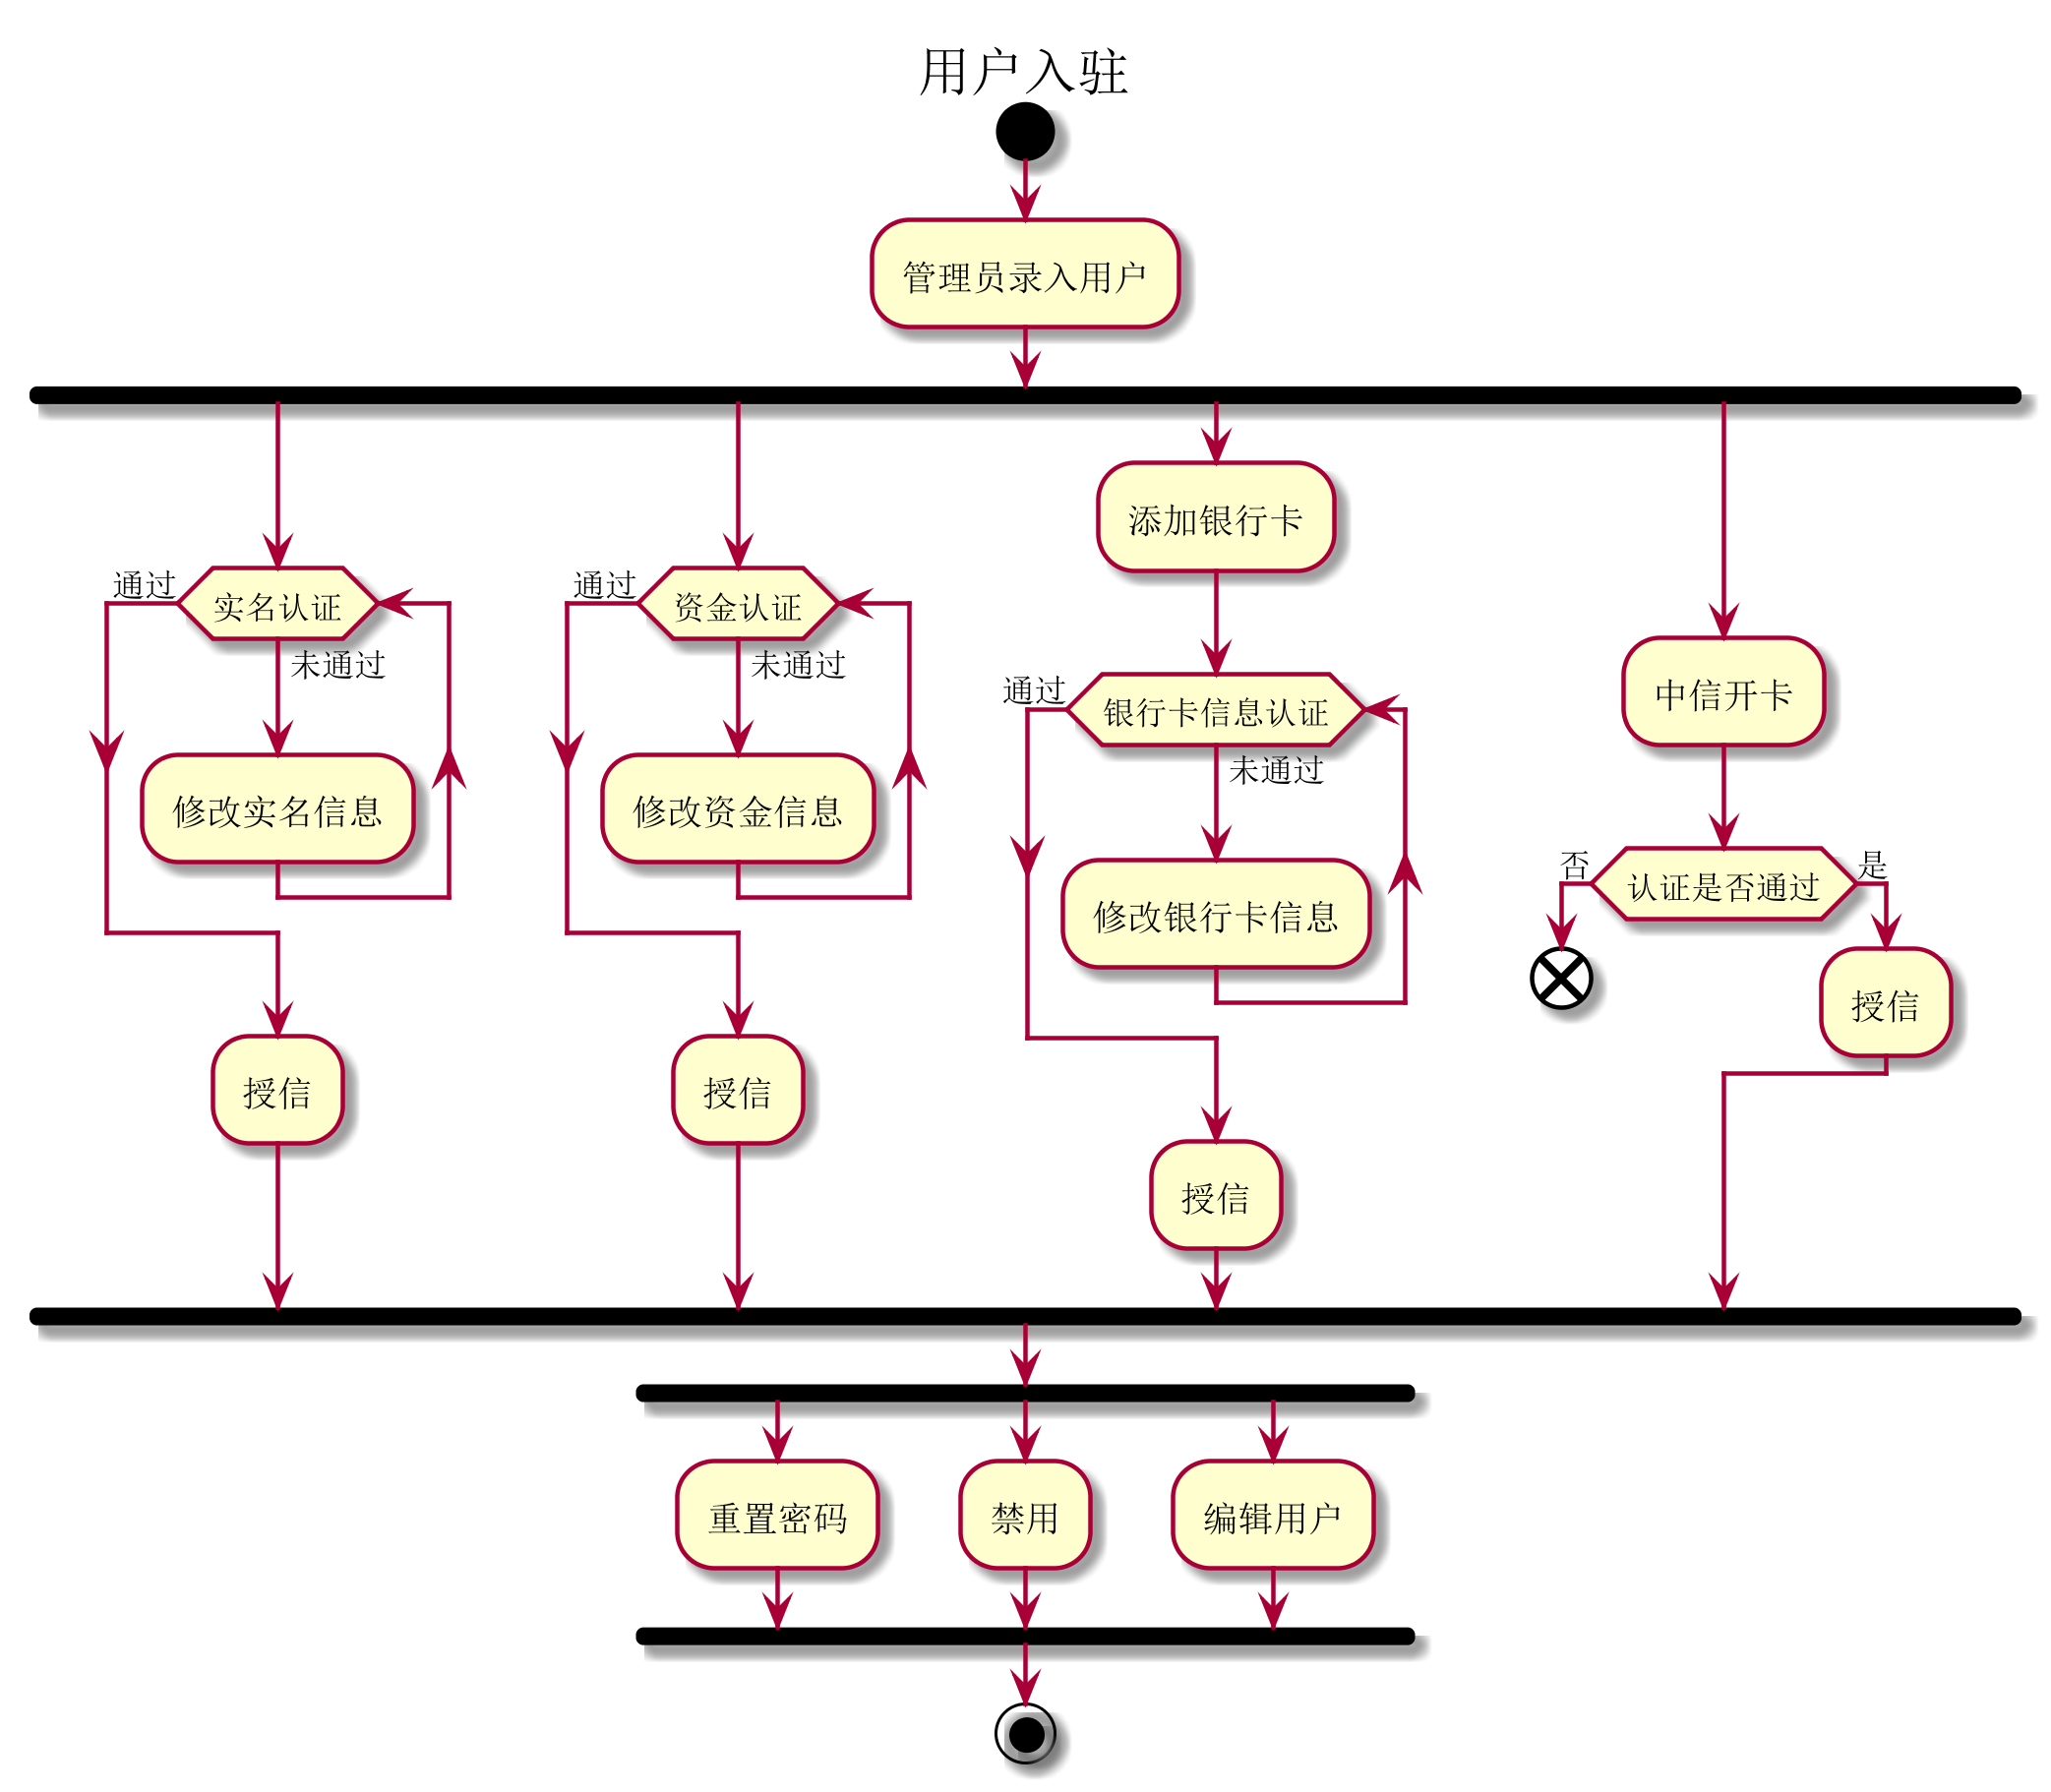 用户入驻
管理员录入用户
通过
实名认证
未通过
修改实名信息
授信
通过
资金认证
未通过
修改资金信息
授信
添加银行卡
通过
银行卡信息认证
未通过
修改银行卡信息
授信
中信开卡
否
认证是否通过
是
授信
重置密码
禁用
编辑用户